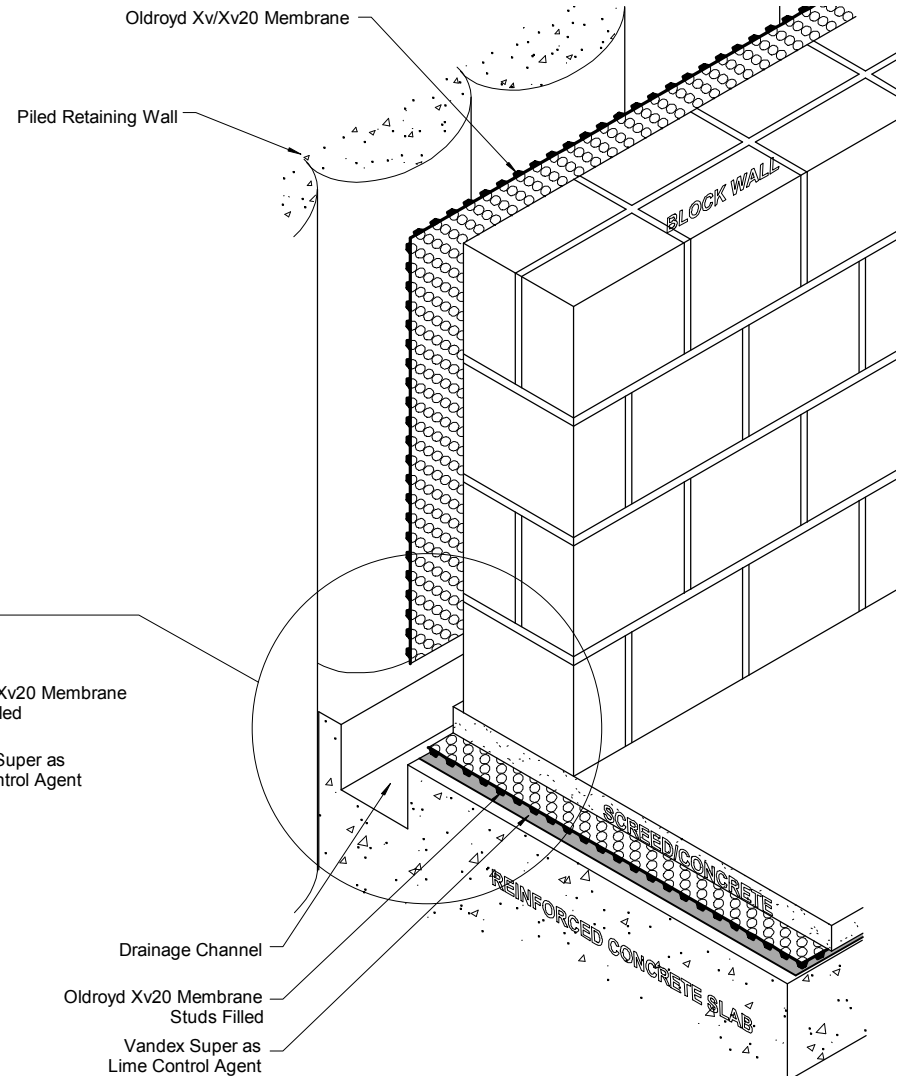 Oldroyd Xv/Xv20 Membrane
Piled Retaining Wall
BLOCK WALL
Xv20 Membrane
led
Super as
ntrol Agent
SCREED/CONCRETE
REINFORCED CONCRETE SLAB
Drainage Channel
Oldroyd Xv20 Membrane
Studs Filled
Vandex Super as
Lime Control Agent